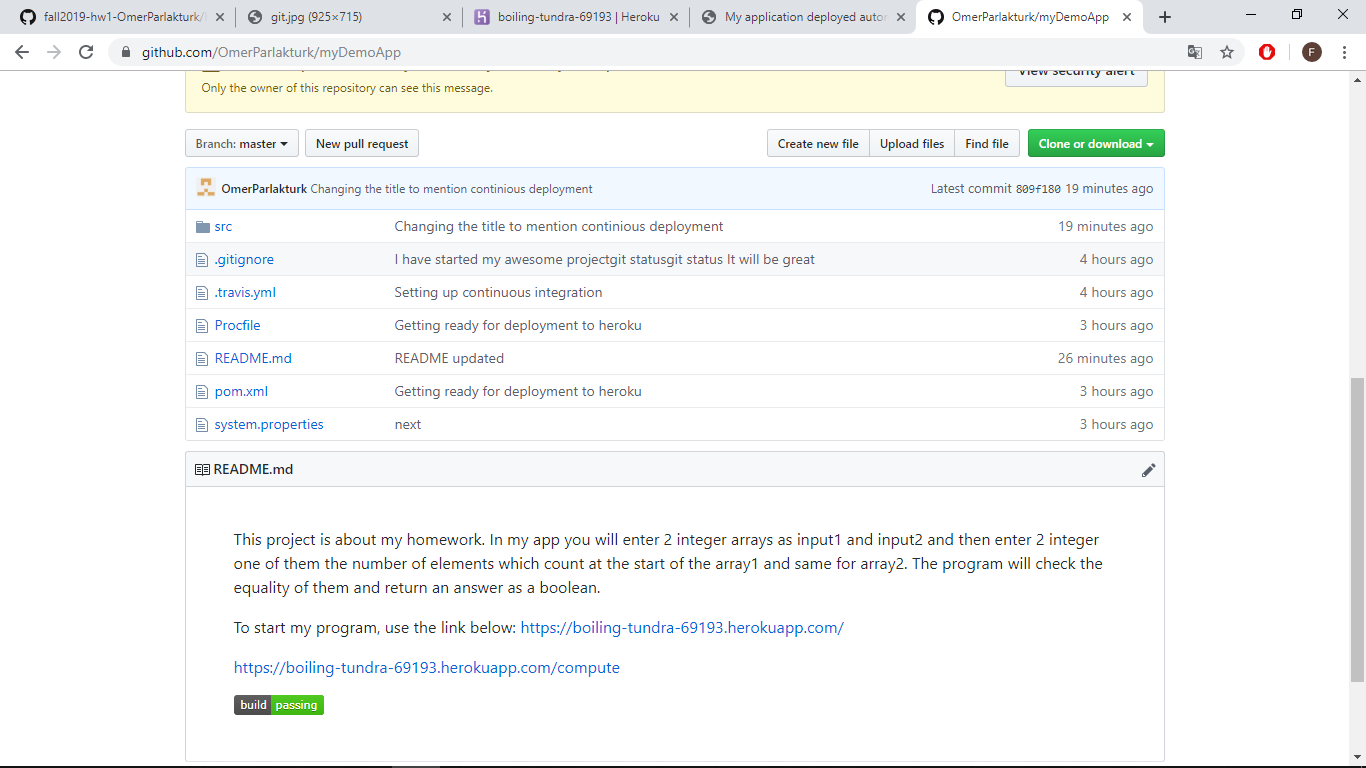 fall2019-hw1-OmerParlakturk/
git.jpg (925×715)
boiling-tundra-69193 | Heroku
My application deployed autor
OmerParlakturk/myDemoApp
github.com/OmerParlakturk/myDemoApp
F
View security alert
Only the owner of this repository can see this message.
Branch: master
New pull request
Create new file
Upload files
Find file
Clone or download
OmerParlakturk Changing the title to mention continious deployment
Latest commit 809f180 19 minutes ago
src
Changing the title to mention continious deployment
19 minutes ago
.gitignore
I have started my awesome projectgit statusgit status It will be great
4 hours ago
.travis.yml
Setting up continuous integration
4 hours ago
Procfile
Getting ready for deployment to heroku
3 hours ago
README.md
README updated
26 minutes ago
pom.xml
Getting ready for deployment to heroku
3 hours ago
system.properties
next
3 hours ago
README.md
This project is about my homework. In my app you will enter 2 integer arrays as input1 and input2 and then enter 2 integer
one of them the number of elements which count at the start of the array1 and same for array2. The program will check the
equality of them and return an answer as a boolean.
To start my program, use the link below: https://boiling-tundra-69193.herokuapp.com/
https://boiling-tundra-69193.herokuapp.com/compute
build passing